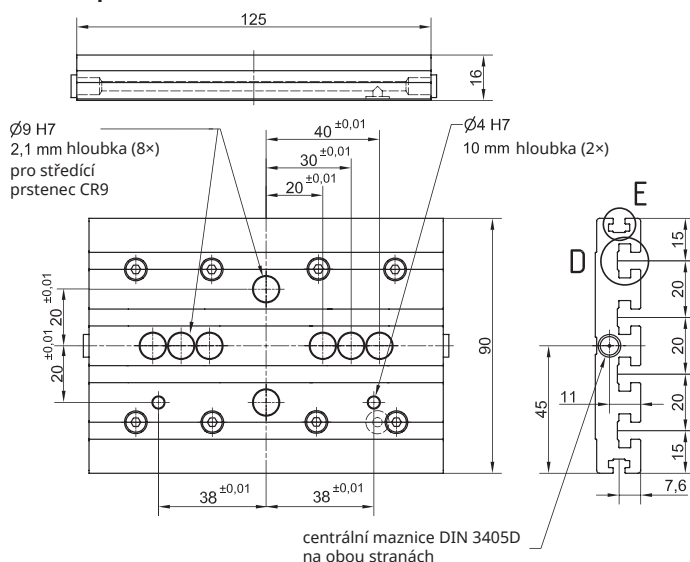 125
16
Ø9 H7
2,1 mm hloubka (8×)
pro středící
prstenec CR9
40 ±0,01
30 ±0,01
20 ±0,01
Ø4 H7
10 mm hloubka (2×)
E
D
20 ±0,01
20 ±0,01
90
45
11
15
20
20
20
15
7,6
38 ±0,01
38 ±0,01
centrální maznice DIN 3405D
na obou stranách